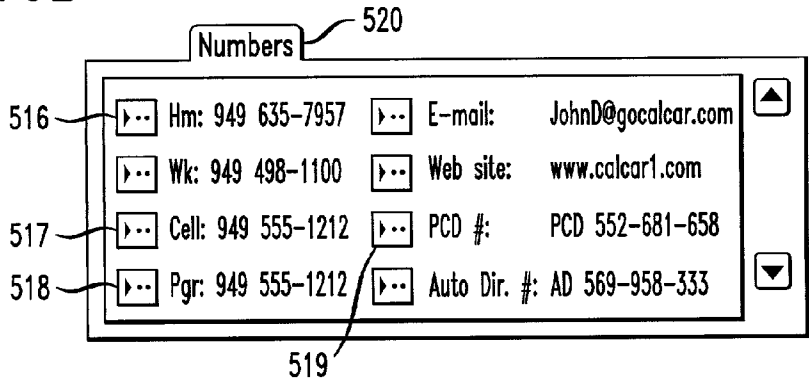 520
Numbers
516 Hm: 949 635-7957 E-mail: JohnD@gocalcar.com
Wk: 949 498-1100 Web site: www.calcar1.com
517 Cell: 949 555-1212 PCD #: PCD 552-681-658
518 Pgr: 949 555-1212 Auto Dir. #: AD 569-958-333
519